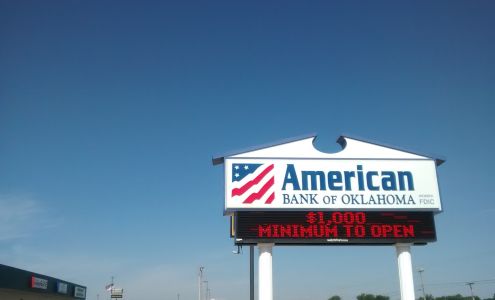 American
BANK OF OKLAHOMA
MEMBER
FDIC
$1,000
MINIMUM TO OPEN